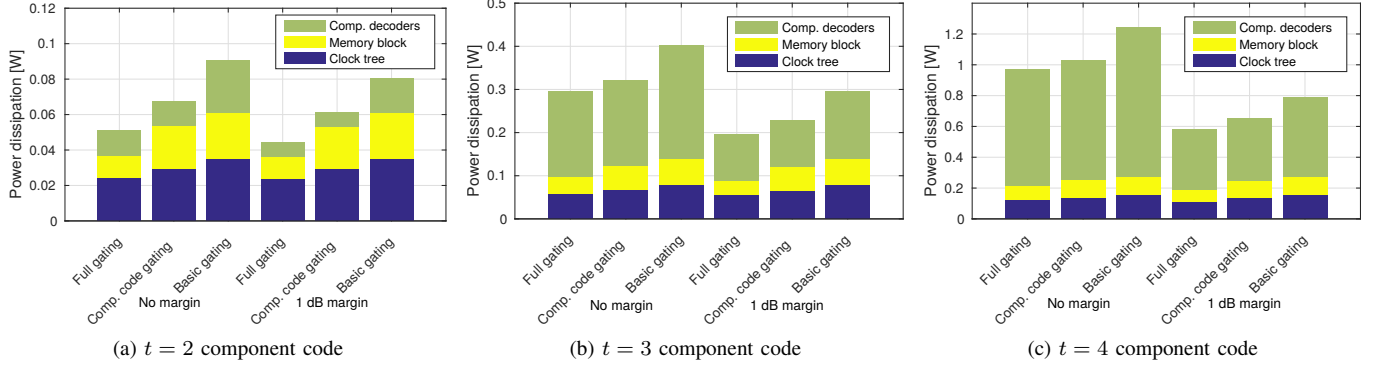 0.12
0.1
0.08
0.06
0.04
0.02
0
Power dissipation [W]
Comp. decoders
Memory block
Clock tree
Full gating
Comp. code gating
Basic gating
Full gating
Comp. code gating
Basic gating
No margin
1 dB margin
(a) t = 2 component code
0.5
0.4
0.3
0.2
0.1
0
Power dissipation [W]
Comp. decoders
Memory block
Clock tree
Full gating
Comp. code gating
Basic gating
Full gating
Comp. code gating
Basic gating
No margin
1 dB margin
(b) t = 3 component code
1.2
1
0.8
0.6
0.4
0.2
0
Power dissipation [W]
Comp. decoders
Memory block
Clock tree
Full gating
Comp. code gating
Basic gating
Full gating
Comp. code gating
Basic gating
No margin
1 dB margin
(c) t = 4 component code